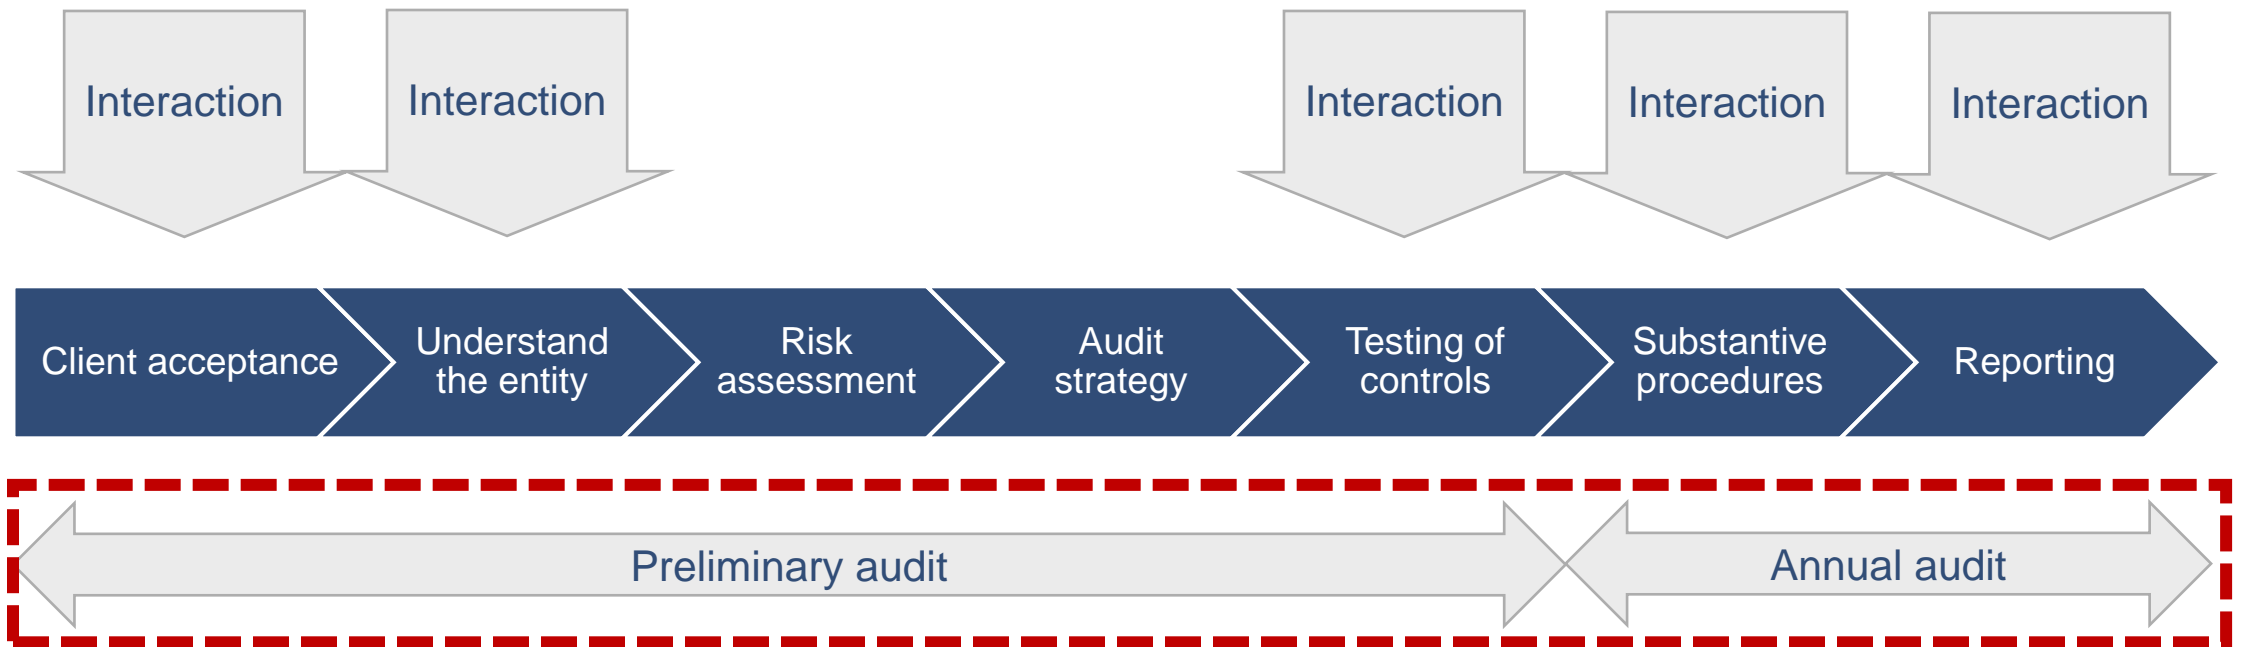 Interaction
Interaction
Interaction
Interaction
Interaction
Client acceptance
Understand
the entity
Risk
assessment
Audit
strategy
Testing of
controls
Substantive
procedures
Reporting
Preliminary audit
Annual audit